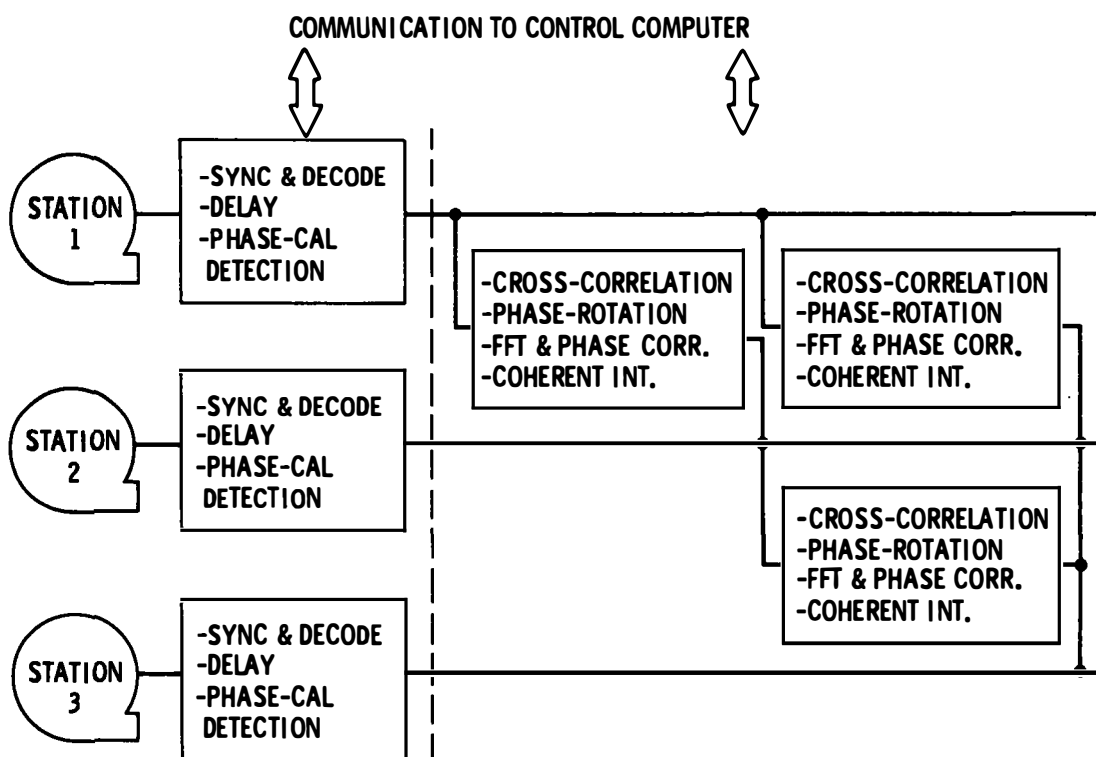 COMMUNICATION TO CONTROL COMPUTER
STATION
1
-SYNC & DECODE
-DELAY
-PHASE-CAL
DETECTION
-CROSS-CORRELATION
-PHASE-ROTATION
-FFT & PHASE CORR.
-COHERENT INT.
-CROSS-CORRELATION
-PHASE-ROTATION
-FFT & PHASE CORR.
-COHERENT INT.
STATION
2
-SYNC & DECODE
-DELAY
-PHASE-CAL
DETECTION
-CROSS-CORRELATION
-PHASE-ROTATION
-FFT & PHASE CORR.
-COHERENT INT.
STATION
3
-SYNC & DECODE
-DELAY
-PHASE-CAL
DETECTION